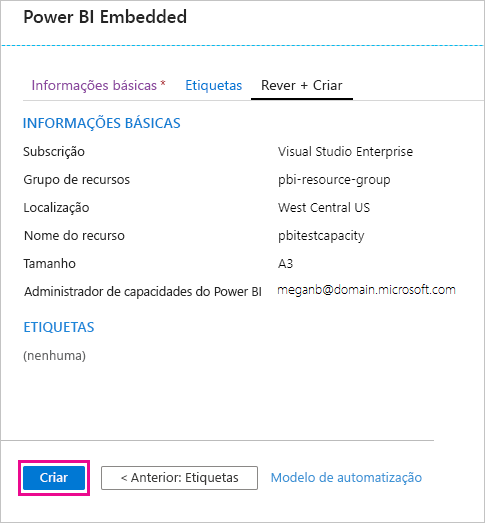 Power BI Embedded
Informações básicas * Etiquetas Rever + Criar
INFORMAÇÕES BÁSICAS
Subscrição Visual Studio Enterprise
Grupo de recursos pbi-resource-group
Localização West Central US
Nome do recurso pbitestcapacity
Tamanho A3
Administrador de capacidades do Power BI meganb@domain.microsoft.com
ETIQUETAS
(nenhuma)
Criar < Anterior: Etiquetas Modelo de automatização